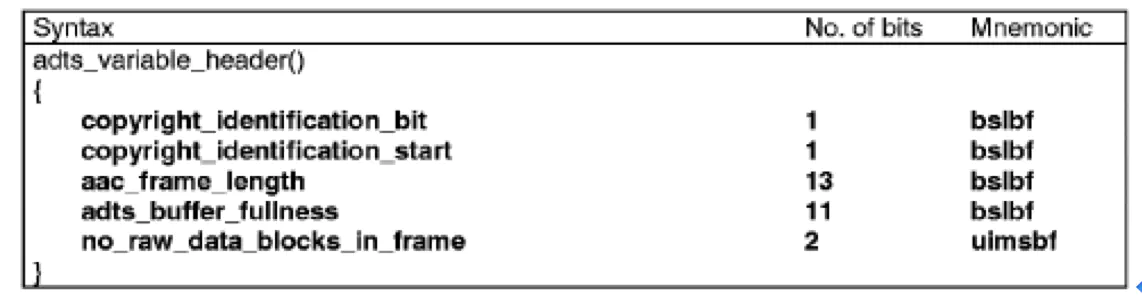 Syntax No. of bits Mnemonic
adts_variable_header()
{
copyright_identification_bit 1 bslbf
copyright_identification_start 1 bslbf
aac_frame_length 13 bslbf
adts_buffer_fullness 11 bslbf
no_raw_data_blocks_in_frame 2 uimsbf
}